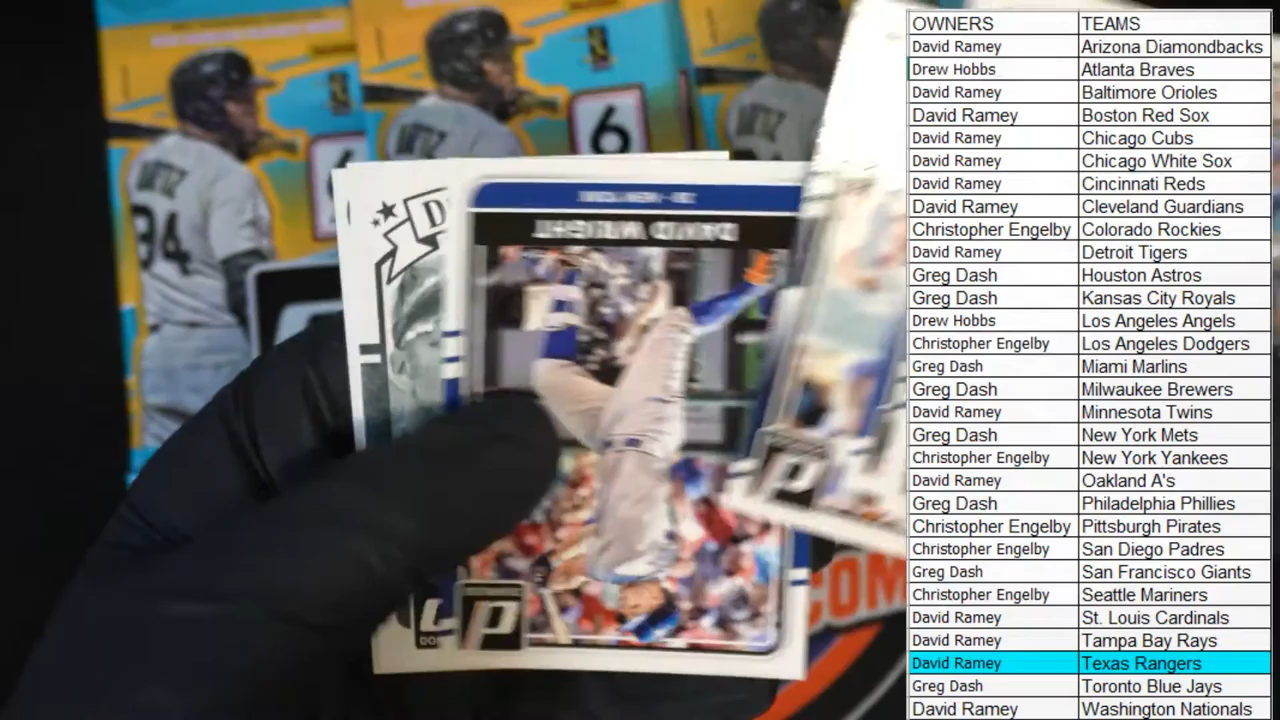 OWNERS TEAMS
David Ramey Arizona Diamondbacks
Drew Hobbs Atlanta Braves
David Ramey Baltimore Orioles
David Ramey Boston Red Sox
David Ramey Chicago Cubs
David Ramey Chicago White Sox
David Ramey Cincinnati Reds
David Ramey Cleveland Guardians
Christopher Engelby Colorado Rockies
David Ramey Detroit Tigers
Greg Dash Houston Astros
Greg Dash Kansas City Royals
Drew Hobbs Los Angeles Angels
Christopher Engelby Los Angeles Dodgers
Greg Dash Miami Marlins
Greg Dash Milwaukee Brewers
David Ramey Minnesota Twins
Greg Dash New York Mets
Christopher Engelby New York Yankees
David Ramey Oakland A's
Greg Dash Philadelphia Phillies
Christopher Engelby Pittsburgh Pirates
Christopher Engelby San Diego Padres
Greg Dash San Francisco Giants
Christopher Engelby Seattle Mariners
David Ramey St. Louis Cardinals
David Ramey Tampa Bay Rays
David Ramey Texas Rangers
Greg Dash Toronto Blue Jays
David Ramey Washington Nationals
34
6
DAVID WRIGHT
D
COM